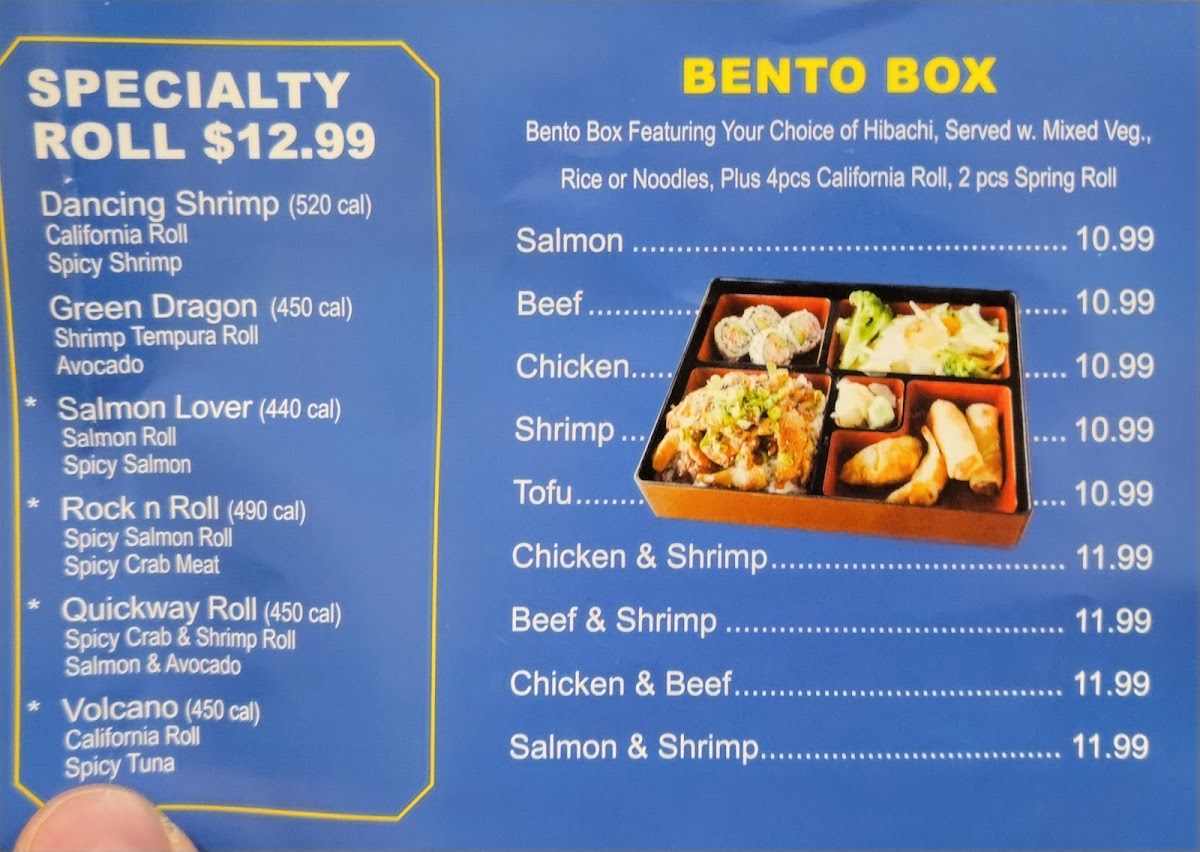 SPECIALTY
ROLL $12.99
Dancing Shrimp (520 cal)
California Roll
Spicy Shrimp
Green Dragon (450 cal)
Shrimp Tempura Roll
Avocado
* Salmon Lover (440 cal)
Salmon Roll
Spicy Salmon
* Rock n Roll (490 cal)
Spicy Salmon Roll
Spicy Crab Meat
* Quickway Roll (450 cal)
Spicy Crab & Shrimp Roll
Salmon & Avocado
* Volcano (450 cal)
California Roll
Spicy Tuna
BENTO BOX
Bento Box Featuring Your Choice of Hibachi, Served w. Mixed Veg.,
Rice or Noodles, Plus 4pcs California Roll, 2 pcs Spring Roll
Salmon ................................................ 10.99
Beef ........ ..... 10.99
Chicken..... ..... 10.99
Shrimp ... .... 10.99
Tofu........ .... 10.99
Chicken & Shrimp................................. 11.99
Beef & Shrimp ...................................... 11.99
Chicken & Beef..................................... 11.99
Salmon & Shrimp.................................. 11.99